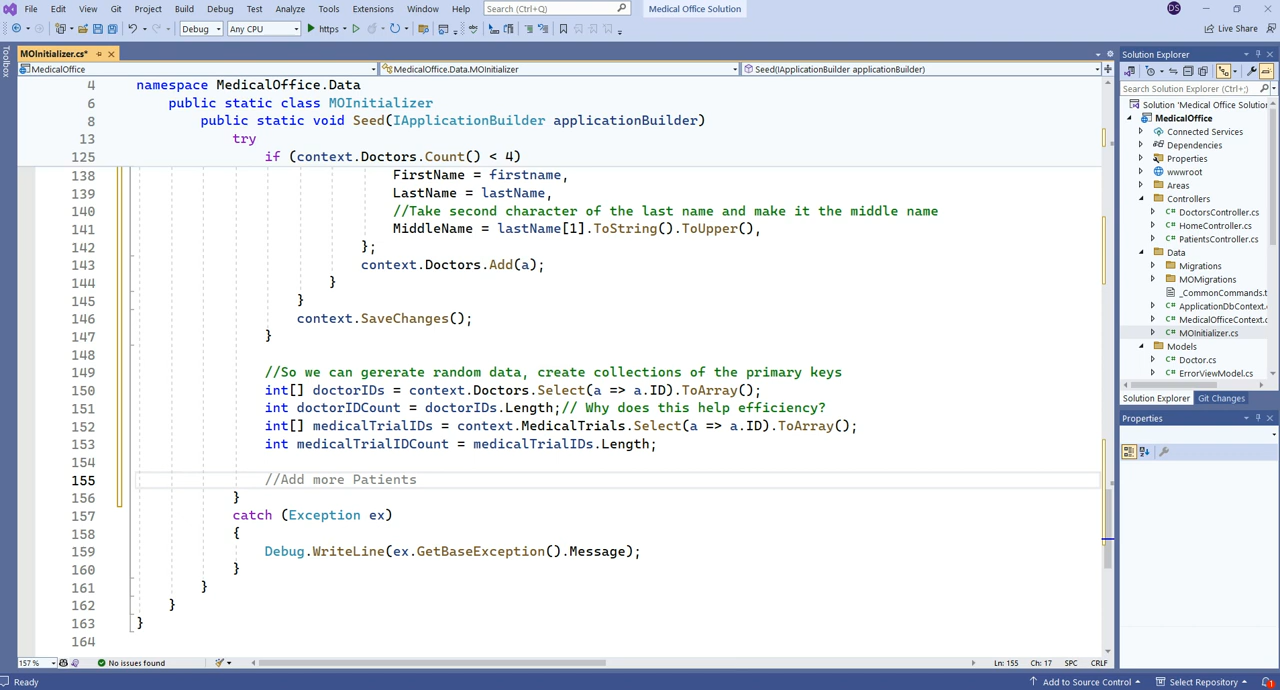 File Edit View Git Project Build Debug Test Analyze Tools Extensions Window Help Search (Ctrl+Q) Medical Office Solution DS
Debug Any CPU https Live Share
Toolbox
MOInitializer.cs*
MedicalOffice MedicalOffice.Data.MOInitializer Seed(IApplicationBuilder applicationBuilder)
4 namespace MedicalOffice.Data
6 public static class MOInitializer
8 public static void Seed(IApplicationBuilder applicationBuilder)
13 try
125 if (context.Doctors.Count() < 4)
138 FirstName = firstname,
139 LastName = lastName,
140 //Take second character of the last name and make it the middle name
141 MiddleName = lastName[1].ToString().ToUpper(),
142 };
143 context.Doctors.Add(a);
144 }
145 }
146 context.SaveChanges();
147 }
148
149 //So we can gererate random data, create collections of the primary keys
150 int[] doctorIDs = context.Doctors.Select(a => a.ID).ToArray();
151 int doctorIDCount = doctorIDs.Length;// Why does this help efficiency?
152 int[] medicalTrialIDs = context.MedicalTrials.Select(a => a.ID).ToArray();
153 int medicalTrialIDCount = medicalTrialIDs.Length;
154
155 //Add more Patients
156 }
157 catch (Exception ex)
158 {
159 Debug.WriteLine(ex.GetBaseException().Message);
160 }
161 }
162 }
163 }
164
157 % No issues found Ln: 155 Ch: 17 SPC CRLF
Solution Explorer
Search Solution Explorer (Ctrl+;)
Solution 'Medical Office Solution
MedicalOffice
Connected Services
Dependencies
Properties
wwwroot
Areas
Controllers
DoctorsController.cs
HomeController.cs
PatientsController.cs
Data
Migrations
MOMigrations
_CommonCommands.t
ApplicationDbContext.
MedicalOfficeContext.c
MOInitializer.cs
Models
Doctor.cs
ErrorViewModel.cs
Solution Explorer Git Changes
Properties
Ready Add to Source Control Select Repository 1